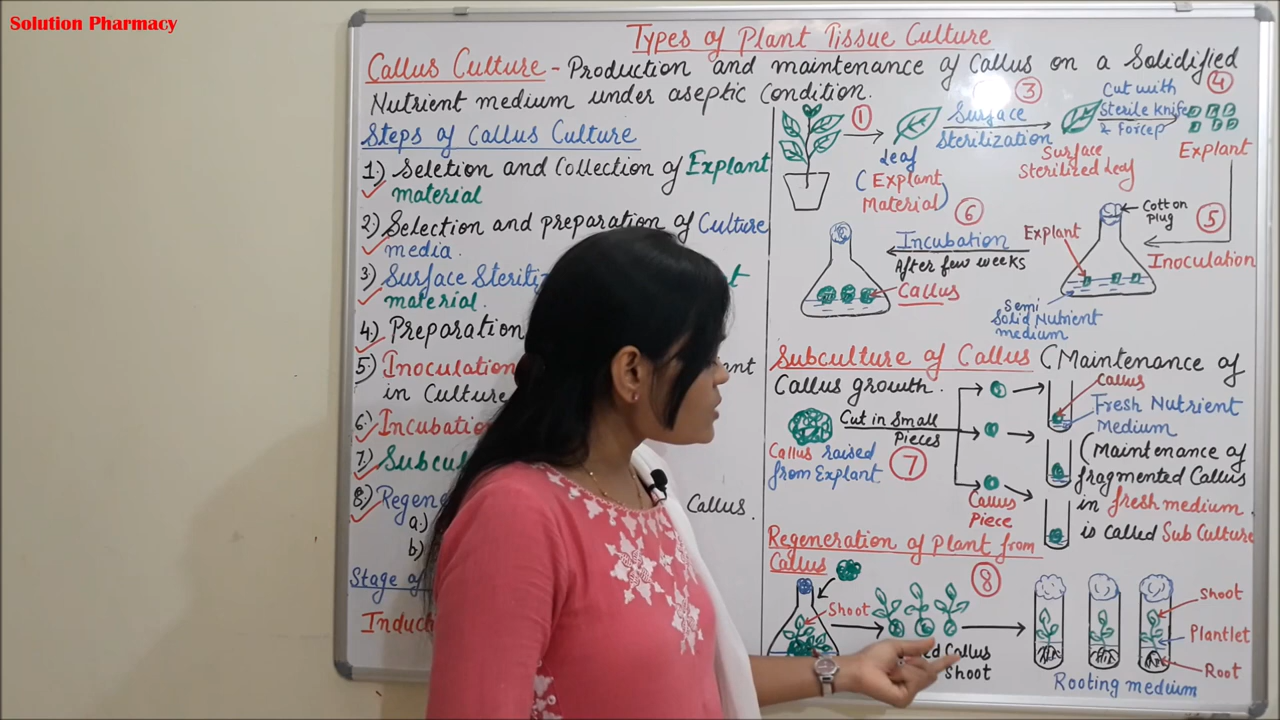 Solution Pharmacy
Types of Plant Tissue Culture
Callus Culture - Production and maintenance of Callus on a Solidified
Nutrient medium under aseptic Condition.
Steps of Callus Culture
1.) Seletion and Collection of Explant
material
2.) Selection and preparation of Culture
media.
3.) Surface
material.
4.) Preparation
5.) Inoculation
in Culture
6.) Incubation
7.)
8.)
a.)
b.)
Callus.
Stage of
1
Leaf
(Explant
Material)
3
Surface
Sterilization
Surface
Sterilized Leaf
4
Cut with
Sterile knife
& forcep
Explant
5
Inoculation
Cotton
plug
Explant
Semi
Solid Nutrient
medium
6
Incubation
After few weeks
Callus
Subculture of Callus (Maintenance of
Callus growth.
Cut in Small
Pieces
7
Callus raised
from Explant
Callus
Piece
Callus
Fresh Nutrient
Medium
(Maintenance of
fragmented Callus
in fresh medium
is called Sub Culture
Regeneration of Plant from
Callus
8
Shoot
Callus
Shoot
Shoot
Plantlet
Root
Rooting medium